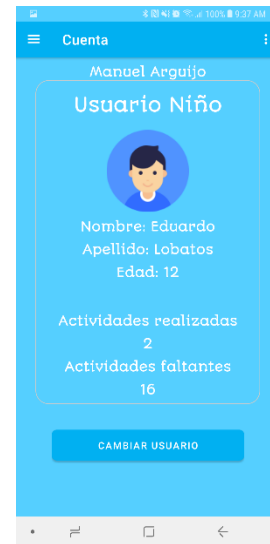 100% 9:37 AM
Cuenta
Manuel Arguijo
Usuario Niño
Nombre: Eduardo
Apellido: Lobatos
Edad: 12
Actividades realizadas
2
Actividades faltantes
16
CAMBIAR USUARIO